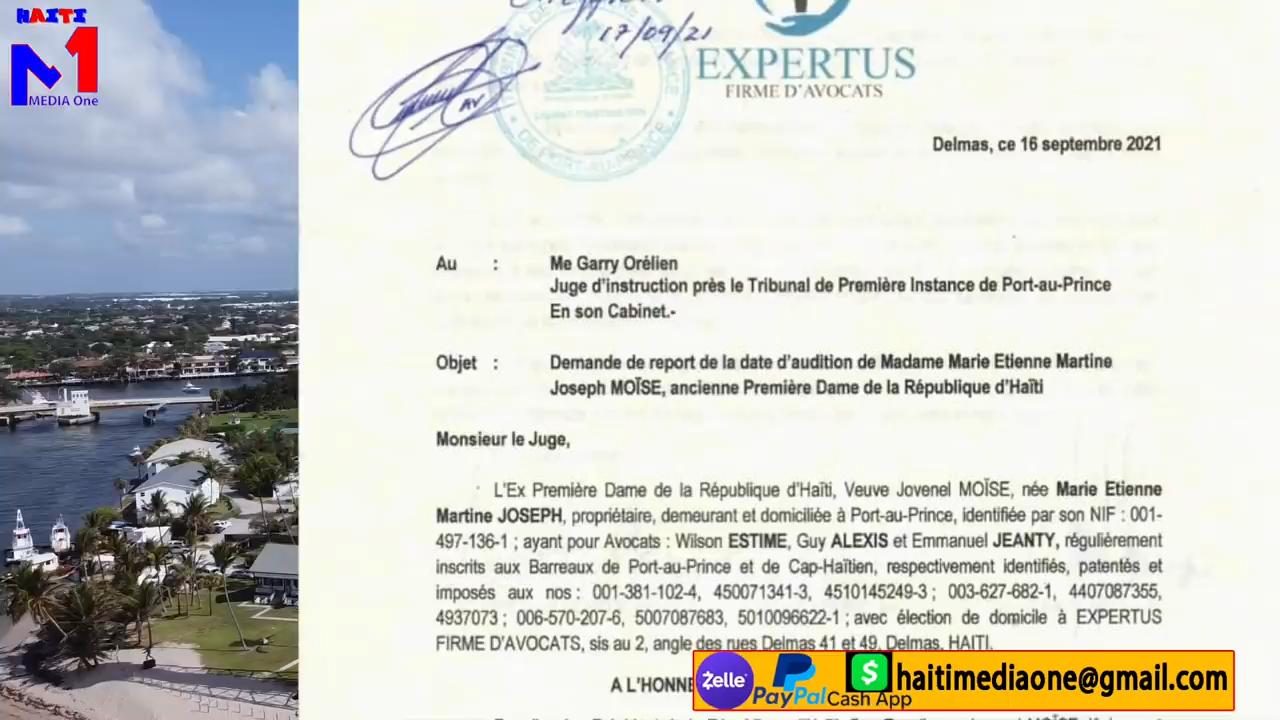 HAITI
M1
MEDIA One
17/09/21
EXPERTUS
FIRME D'AVOCATS
DE PORT-AU-PRINCE
Delmas, ce 16 septembre 2021
Au : Me Garry Orélien
Juge d'instruction près le Tribunal de Première Instance de Port-au-Prince
En son Cabinet.-
Objet : Demande de report de la date d'audition de Madame Marie Etienne Martine
Joseph MOÏSE, ancienne Première Dame de la République d'Haïti
Monsieur le Juge,
L'Ex Première Dame de la République d'Haïti, Veuve Jovenel MOÏSE, née Marie Etienne
Martine JOSEPH, propriétaire, demeurant et domiciliée à Port-au-Prince, identifiée par son NIF : 001-
497-136-1 ; ayant pour Avocats : Wilson ESTIME, Guy ALEXIS et Emmanuel JEANTY, régulièrement
inscrits aux Barreaux de Port-au-Prince et de Cap-Haïtien, respectivement identifiés, patentés et
imposés aux nos : 001-381-102-4, 450071341-3, 4510145249-3 ; 003-627-682-1, 4407087355,
4937073 ; 006-570-207-6, 5007087683, 5010096622-1 ; avec élection de domicile à EXPERTUS
FIRME D'AVOCATS, sis au 2, angle des rues Delmas 41 et 49, Delmas, HAITI.
A L'HONNE
Zelle
PayPal
$
Cash App
haitimediaone@gmail.com